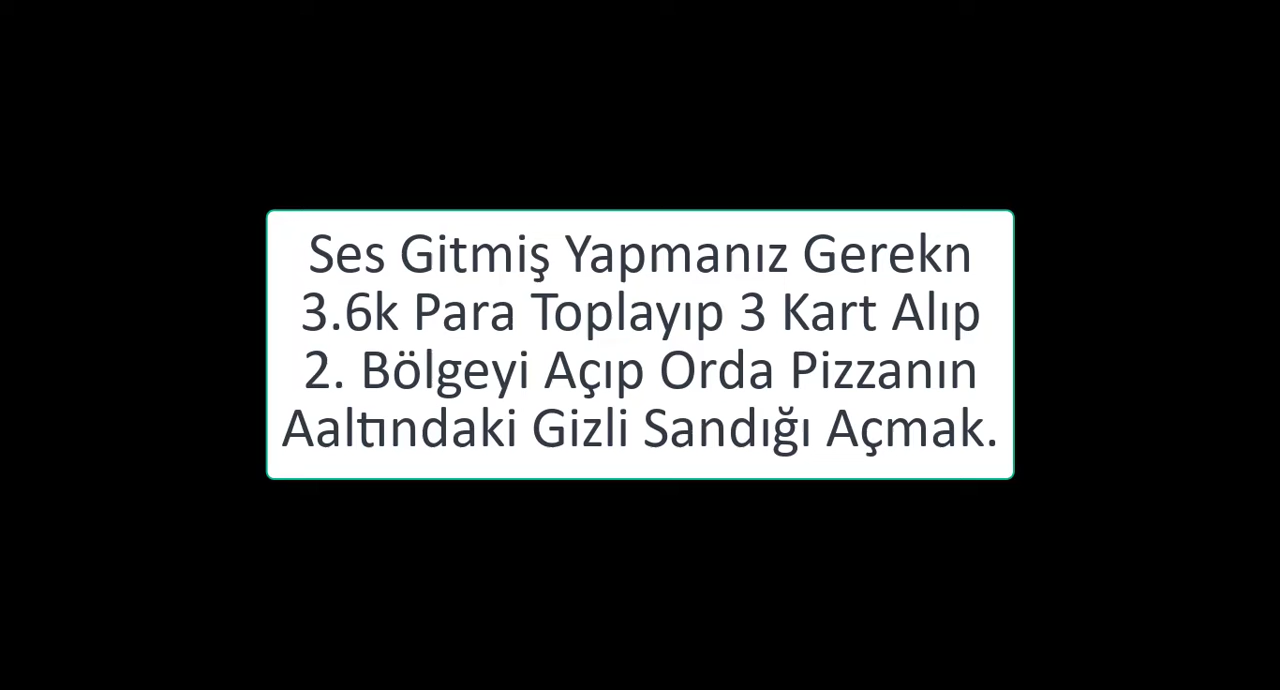 Ses Gitmiş Yapmanız Gerekn
3.6k Para Toplayıp 3 Kart Alıp
2. Bölgeyi Açıp Orda Pizzanın
Aaltındaki Gizli Sandığı Açmak.